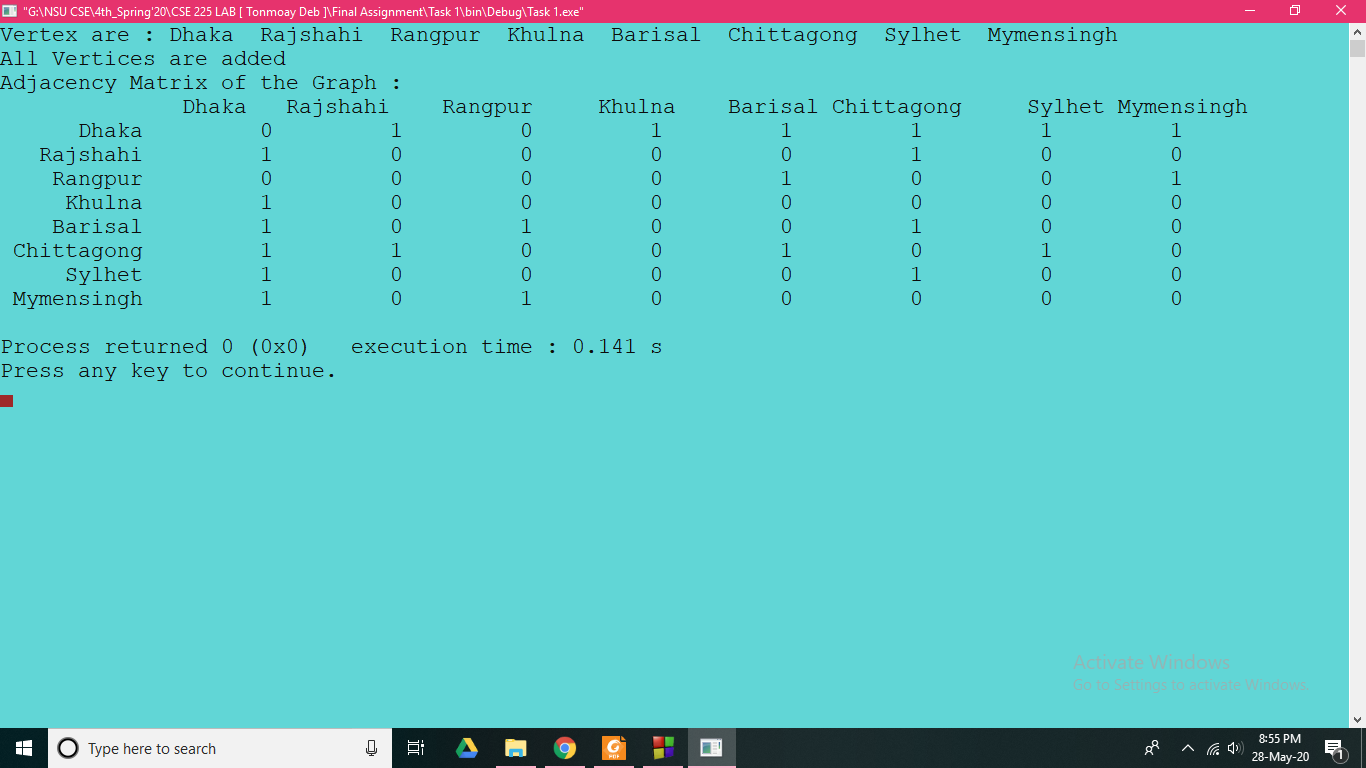 "G:\NSU CSE\4th_Spring'20\CSE 225 LAB [ Tonmoay Deb ]\Final Assignment\Task 1\bin\Debug\Task 1.exe"
Vertex are : Dhaka  Rajshahi  Rangpur  Khulna  Barisal  Chittagong  Sylhet  Mymensingh
All Vertices are added
Adjacency Matrix of the Graph :
Dhaka Rajshahi Rangpur Khulna Barisal Chittagong Sylhet Mymensingh
Dhaka 0 1 0 1 1 1 1 1
Rajshahi 1 0 0 0 0 1 0 0
Rangpur 0 0 0 0 1 0 0 1
Khulna 1 0 0 0 0 0 0 0
Barisal 1 0 1 0 0 1 0 0
Chittagong 1 1 0 0 1 0 1 0
Sylhet 1 0 0 0 0 1 0 0
Mymensingh 1 0 1 0 0 0 0 0
Process returned 0 (0x0)   execution time : 0.141 s
Press any key to continue.
Activate Windows
Go to Settings to activate Windows.
Type here to search
G
PDF
8:55 PM
28-May-20
1